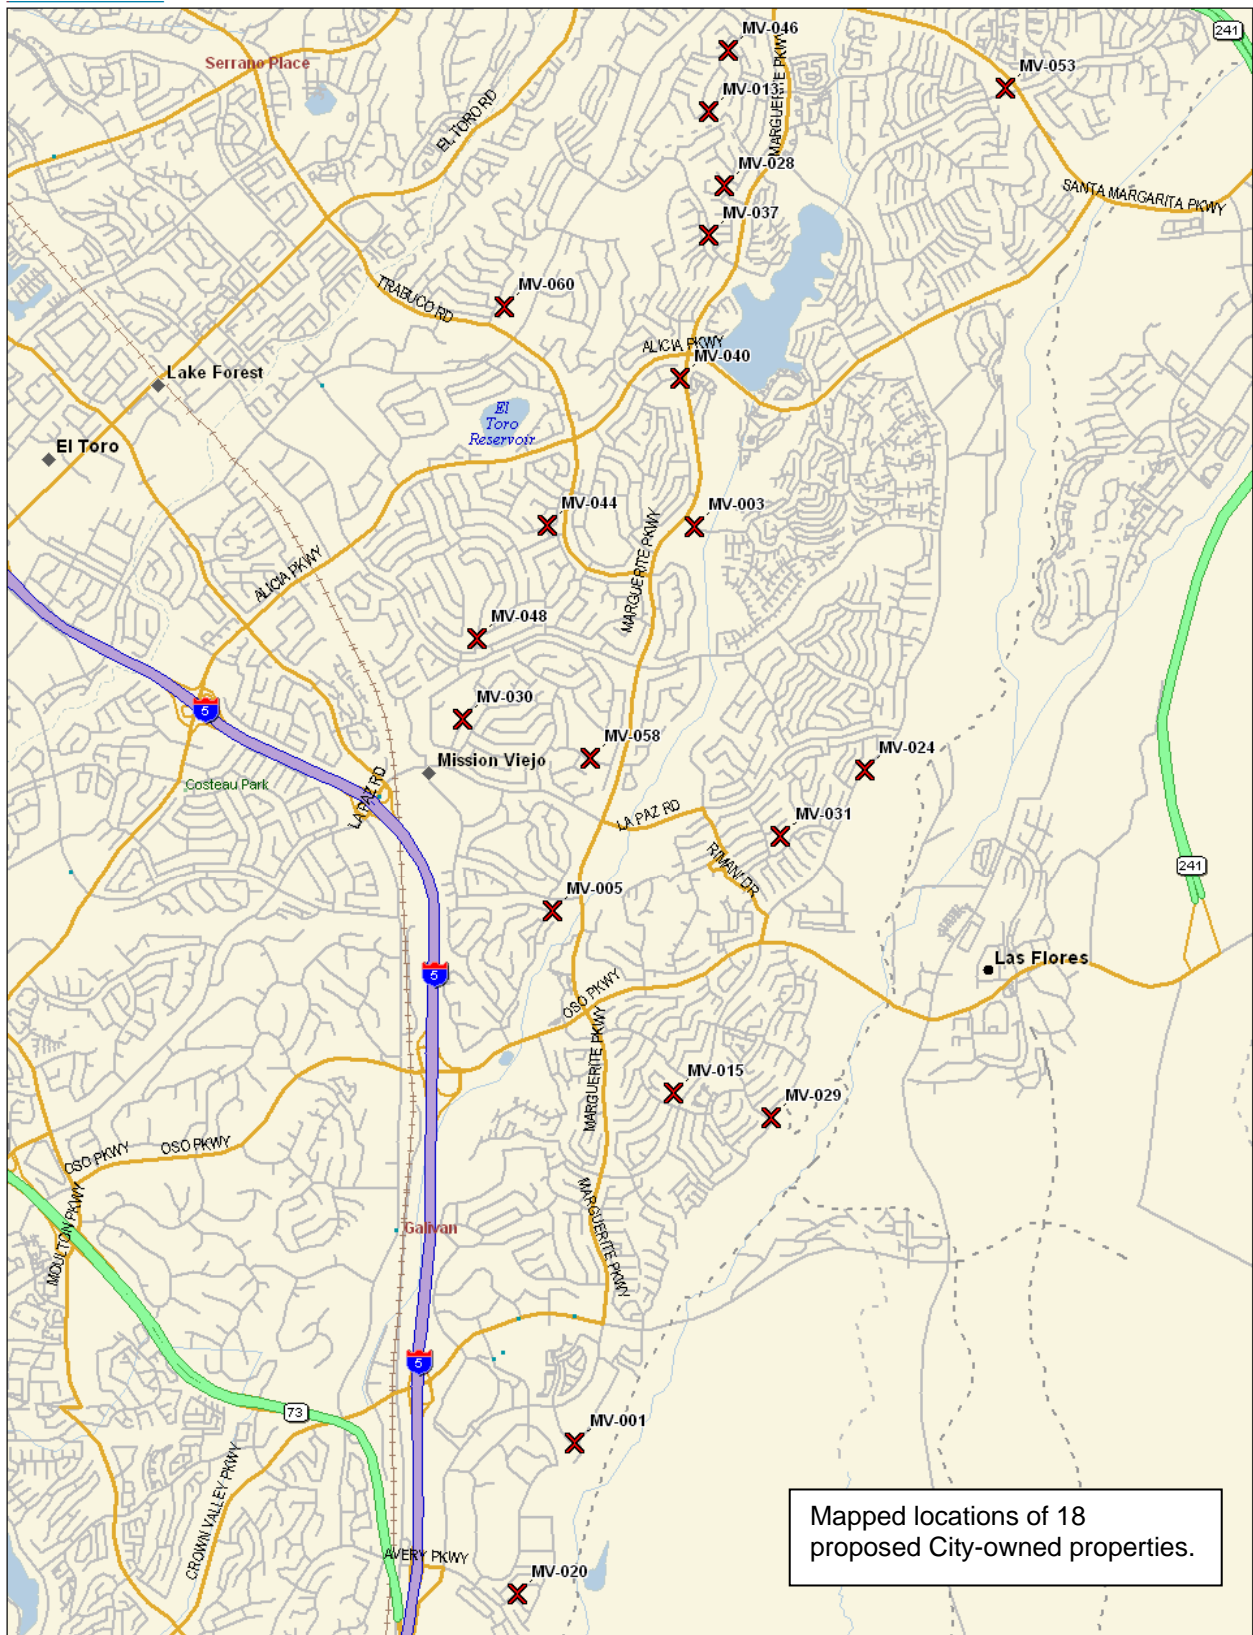 241
MV-046
Serrano Place
MV-053
MV-013
MARGUERITE PKWY
EL TORO RD
MV-028
SANTA MARGARITA PKWY
MV-037
MV-060
TRABUCO RD
ALICIA PKWY
MV-040
Lake Forest
El
Toro
Reservoir
El Toro
MV-044
MV-003
MARGUERITE PKWY
ALICIA PKWY
MV-048
MV-030
5
MV-058
MV-024
Mission Viejo
Costeau Park
LA PAZ RD
LA PAZ RD
MV-031
RIMANI DR
241
MV-005
Las Flores
5
OSO PKWY
MARGUERITE PKWY
MV-015
MV-029
OSO PKWY
OSO PKWY
MARGUERITE PKWY
Galivan
MOULTON PKWY
5
73
MV-001
CROWN VALLEY PKWY
Mapped locations of 18
proposed City-owned properties.
AVERY PKWY
MV-020